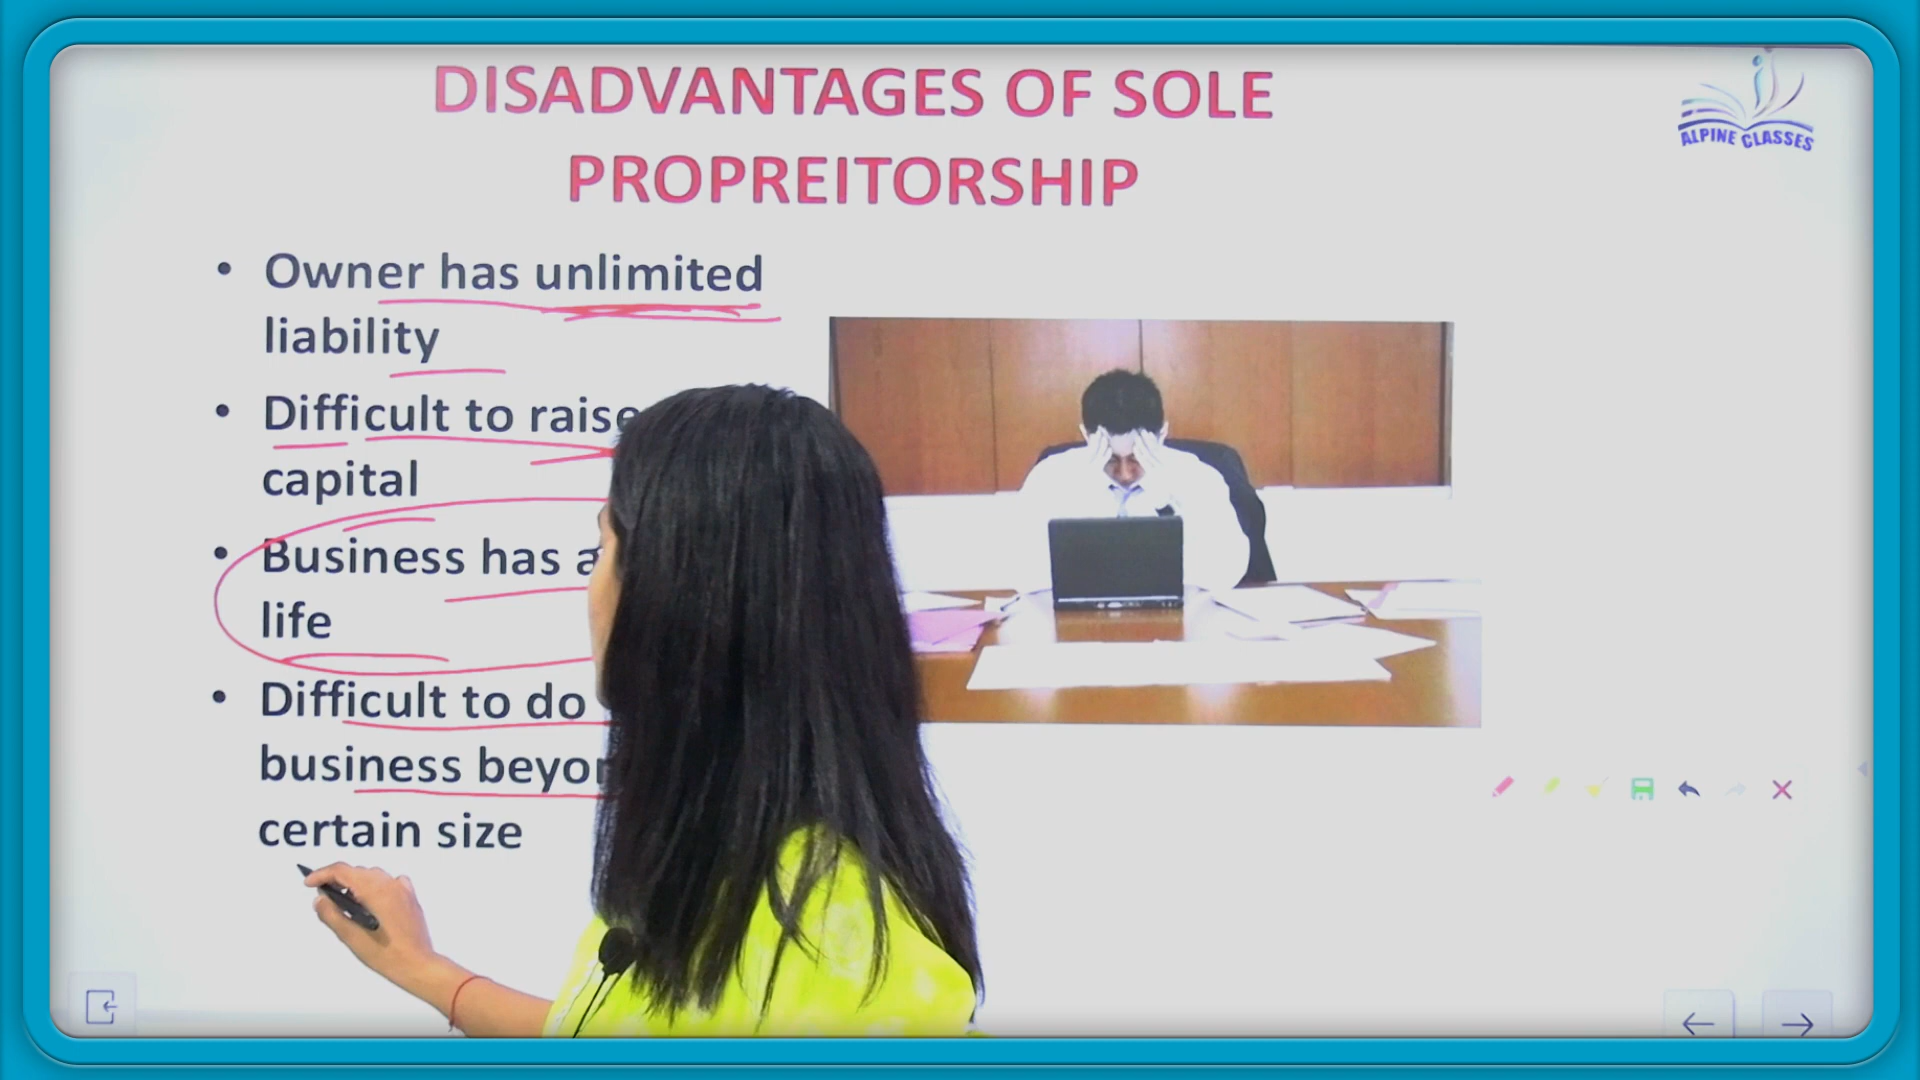 DISADVANTAGES OF SOLE
PROPREITORSHIP
ALPINE CLASSES
• Owner has unlimited
liability
• Difficult to raise
capital
• Business has a
life
• Difficult to do
business
certain size